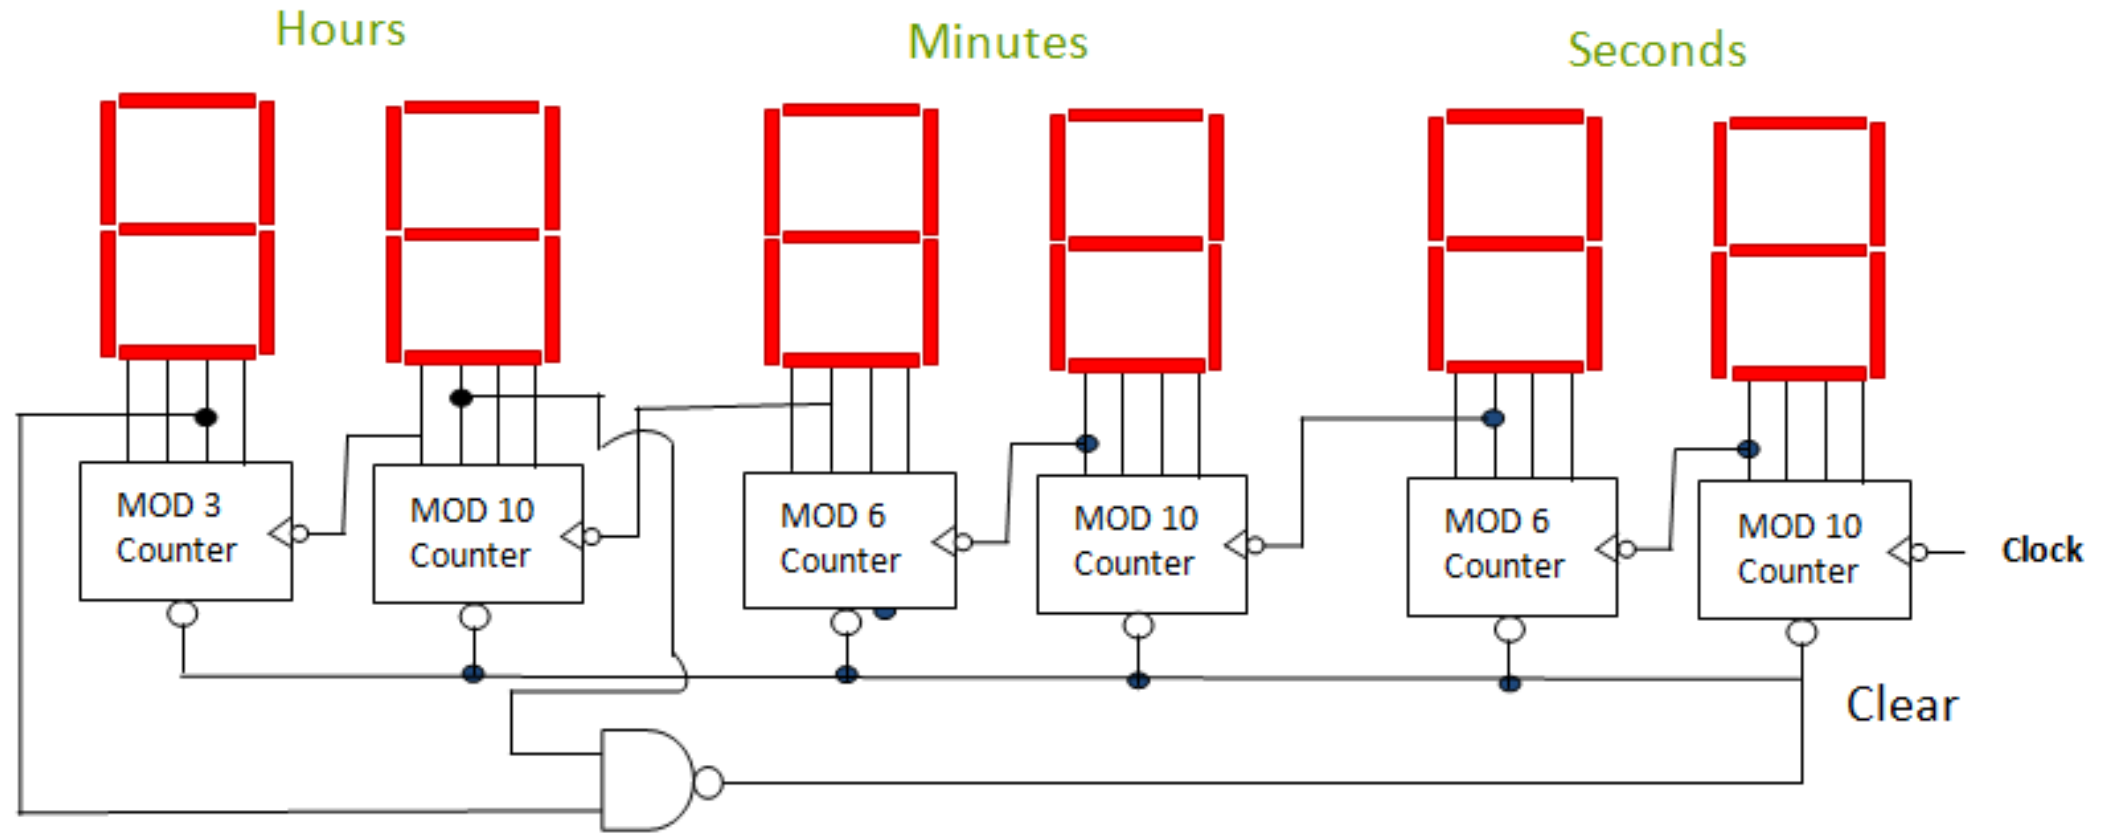 Hours
Minutes
Seconds
MOD 3
Counter
MOD 10
Counter
MOD 6
Counter
MOD 10
Counter
MOD 6
Counter
MOD 10
Counter
Clock
Clear